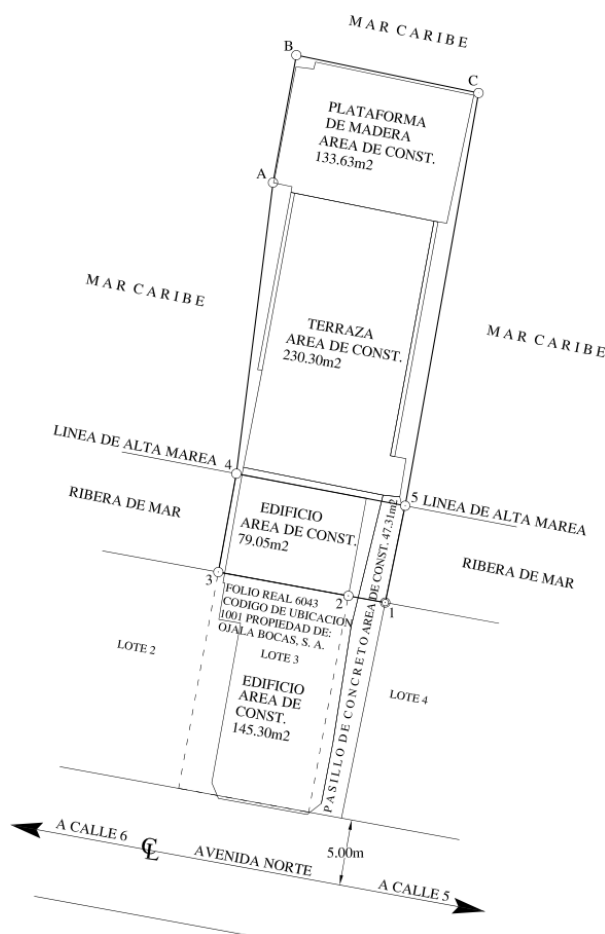 MAR CARIBE
B
C
PLATAFORMA
DE MADERA
AREA DE CONST.
133.63m2
A
MAR CARIBE
MAR CARIBE
TERRAZA
AREA DE CONST.
230.30m2
LINEA DE ALTA MAREA
4
5
LINEA DE ALTA MAREA
RIBERA DE MAR
EDIFICIO
AREA DE CONST.
79.05m2
RIBERA DE MAR
3
2
1
FOLIO REAL 6043
CODIGO DE UBICACION
1001 PROPIEDAD DE:
OJALA BOCAS, S. A.
LOTE 2
LOTE 3
LOTE 4
EDIFICIO
AREA DE
CONST.
145.30m2
PASILLO DE CONCRETO AREA DE CONST. 47.31m2
A CALLE 6
CL
AVENIDA NORTE
5.00m
A CALLE 5